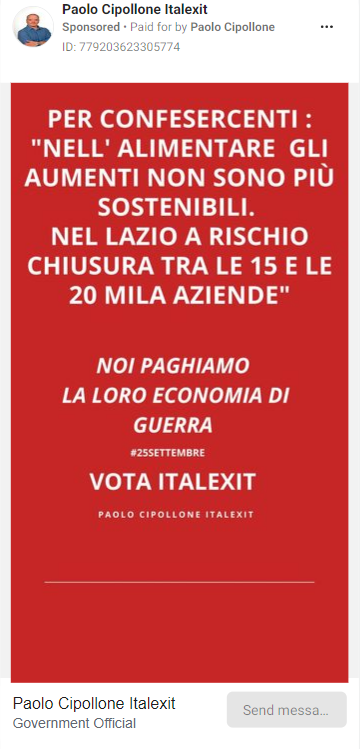 Paolo Cipollone Italexit
Sponsored • Paid for by Paolo Cipollone
ID: 779203623305774
PER CONFESERCENTI :
"NELL' ALIMENTARE GLI
AUMENTI NON SONO PIÙ
SOSTENIBILI.
NEL LAZIO A RISCHIO
CHIUSURA TRA LE 15 E LE
20 MILA AZIENDE"
NOI PAGHIAMO
LA LORO ECONOMIA DI
GUERRA
#25SETTEMBRE
VOTA ITALEXIT
PAOLO CIPOLLONE ITALEXIT
Paolo Cipollone Italexit
Government Official
Send messa...